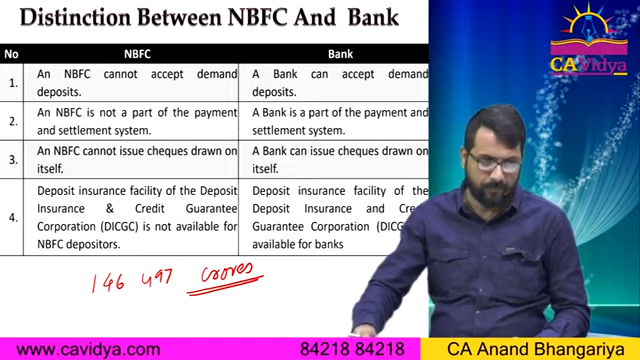 Distinction Between NBFC And Bank
CAVidya
No NBFC Bank
1. An NBFC cannot accept demand deposits. A Bank can accept demand deposits.
2. An NBFC is not a part of the payment and settlement system. A Bank is a part of the payment and settlement system.
3. An NBFC cannot issue cheques drawn on itself. A Bank can issue cheques drawn on itself.
4. Deposit insurance facility of the Deposit Insurance & Credit Guarantee Corporation (DICGC) is not available for NBFC depositors. Deposit insurance facility of the Deposit Insurance and Cre Guarantee Corporation (DICG available for banks
146 497 crores
www.cavidya.com 84218 84218 CA Anand Bhangariya